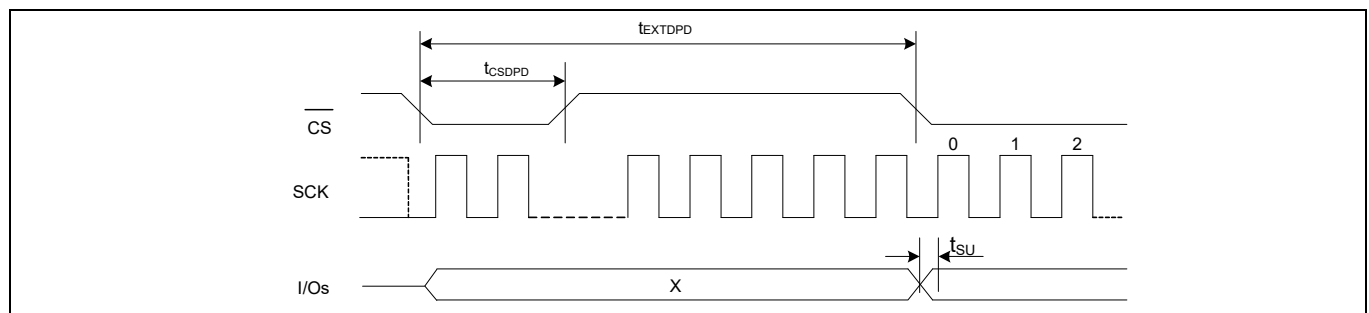 tEXTDPD
tCSDPD
CS
0 1 2
SCK
tSU
I/Os
X